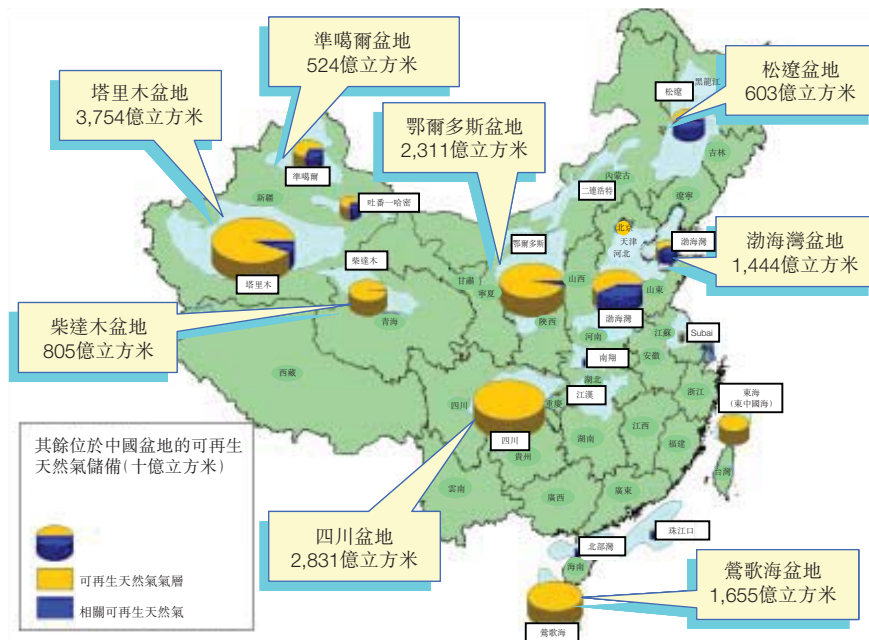 準噶爾盆地
524億立方米
塔里木盆地
3,754億立方米
鄂爾多斯盆地
2,311億立方米
松遼盆地
603億立方米
黑龍江
松遼
吉林
內蒙古
二連浩特
遼寧
準噶爾
新疆
吐番一哈密
北京
天津
河北
渤海灣
渤海灣盆地
1,444億立方米
鄂爾多斯
柴達木
塔里木
甘肅
寧夏
山西
山東
陝西
渤海灣
柴達木盆地
805億立方米
青海
河南
江蘇
Subai
南翔
安徽
西藏
湖北
江漢
浙江
東海
(東中國海)
四川
重慶
四川
貴州
湖南
江西
福建
台灣
雲南
廣西
廣東
其餘位於中國盆地的可再生
天然氣儲備(十億立方米)
可再生天然氣氣層
相關可再生天然氣
四川盆地
2,831億立方米
珠江口
北部灣
海南
鶯歌海盆地
1,655億立方米
鶯歌海